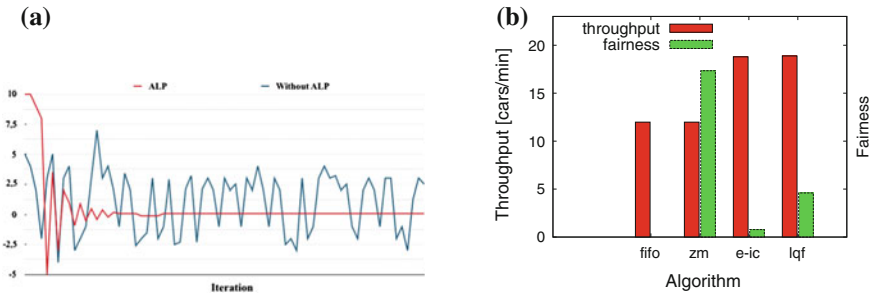 (a)
ALP
Without ALP
10
7,5
5
2,5
0
-2,5
-5
Iteration
(b)
throughput
fairness
Throughput [cars/min]
20
15
10
5
0
fifo
zm
e-ic
lqf
Algorithm
Fairness